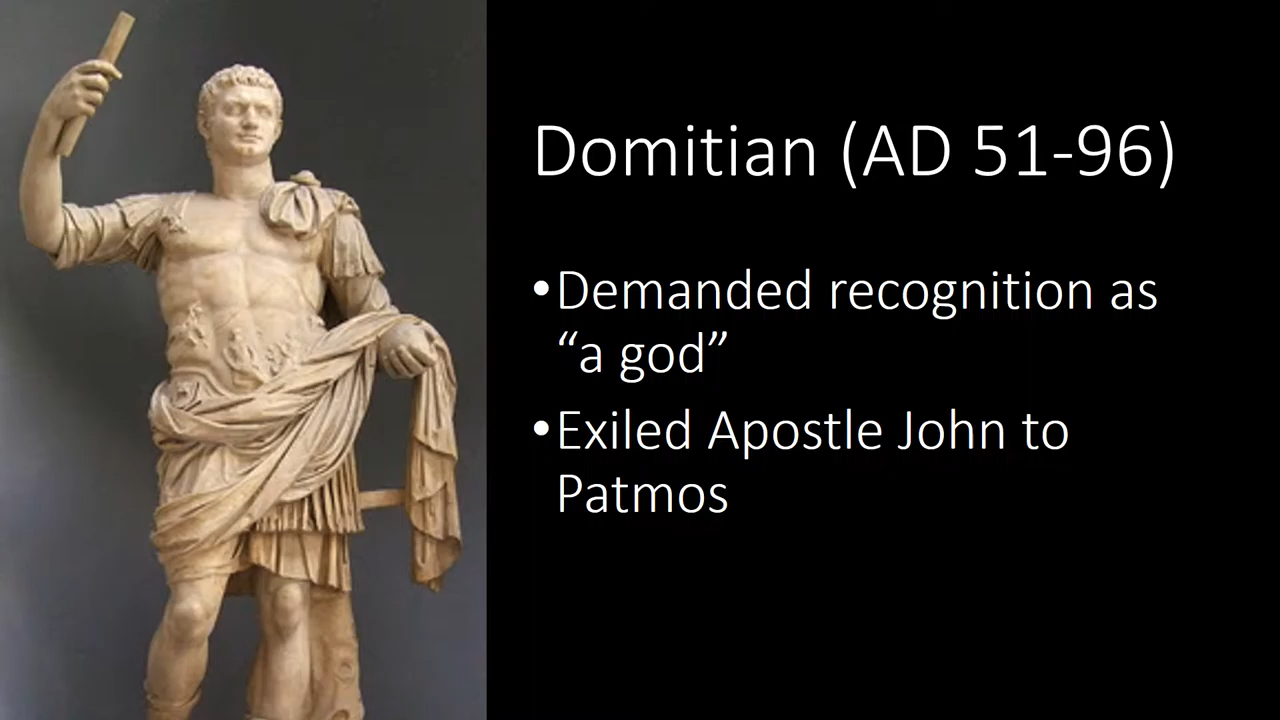 Domitian (AD 51-96)
•Demanded recognition as
“a god”
•Exiled Apostle John to
Patmos